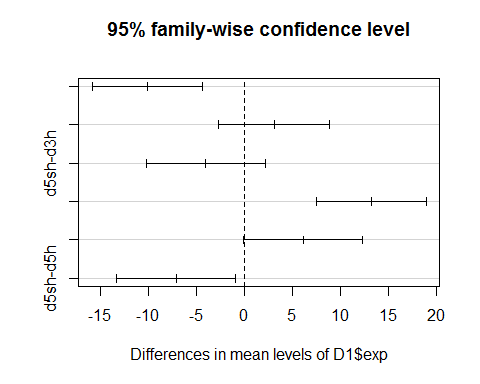 95% family-wise confidence level
d5sh-d3h
d5sh-d5h
-15 -10 -5 0 5 10 15 20
Differences in mean levels of D1$exp